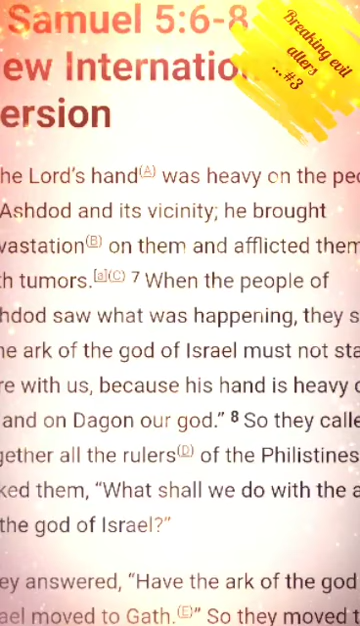 Samuel 5:6-8
ew Internatio
ersion
Breaking evil
alters
...#3
he Lord's hand(A) was heavy on the peo
Ashdod and its vicinity; he brought
vastation(B) on them and afflicted them
th tumors.[a](C) 7 When the people of
hdod saw what was happening, they s
he ark of the god of Israel must not sta
re with us, because his hand is heavy o
and on Dagon our god." 8 So they calle
gether all the rulers(D) of the Philistines
ked them, "What shall we do with the a
the god of Israel?"
ey answered, "Have the ark of the god
ael moved to Gath.(E)" So they moved t